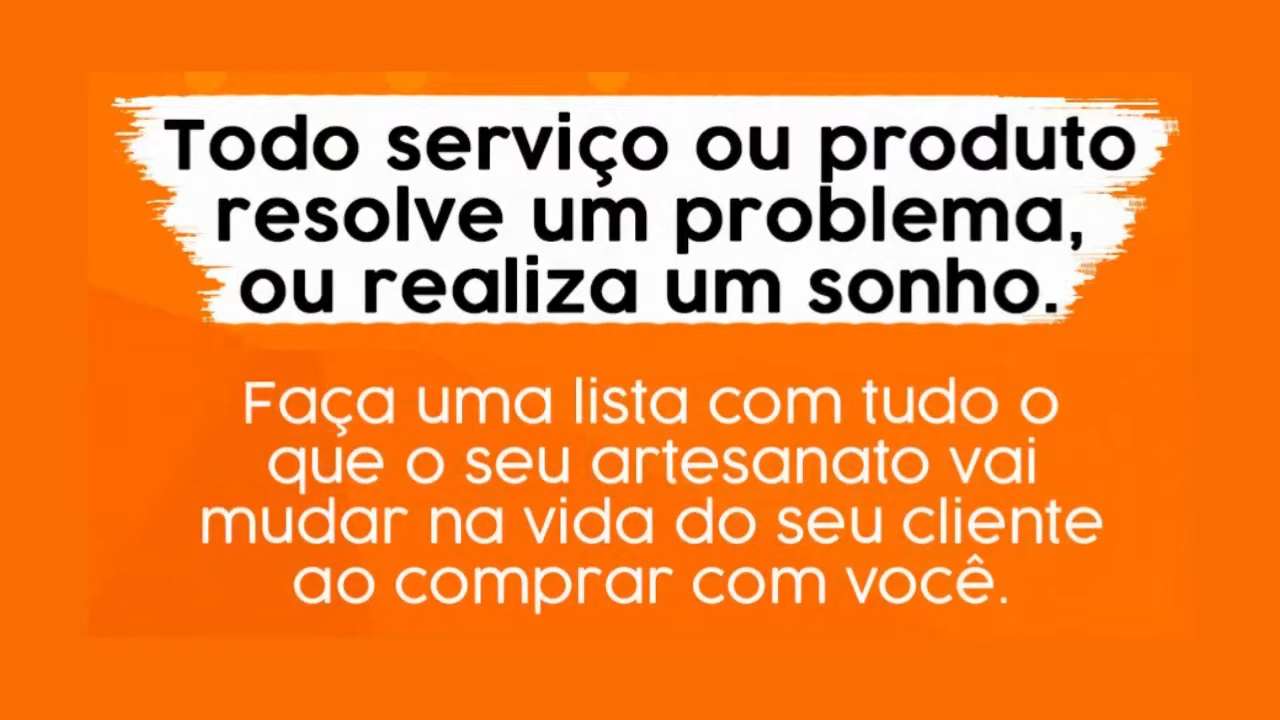 Todo serviço ou produto
resolve um problema,
ou realiza um sonho.
Faça uma lista com tudo o
que o seu artesanato vai
mudar na vida do seu cliente
ao comprar com você.